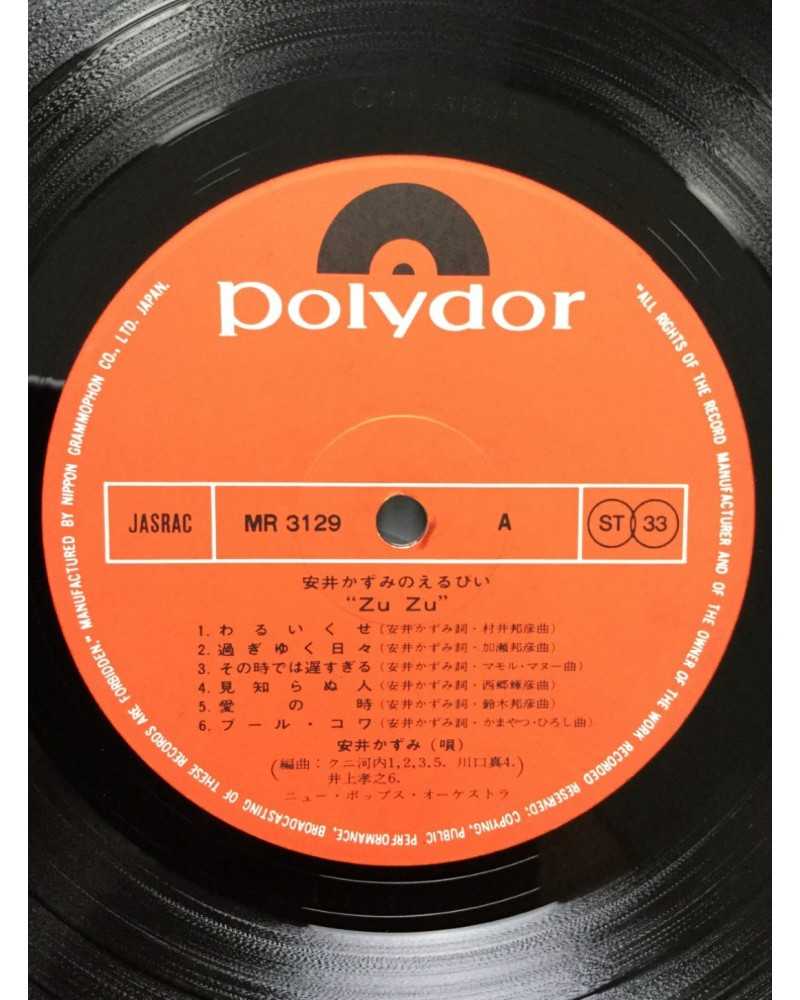 polydor
JASRAC
MR 3129
A
ST 33
安井かずみのえるぴい
"Zu Zu"
1. わるいくせ (安井かずみ詞・村井邦彦曲)
2. 過ぎゆく日々 (安井かずみ詞・加瀬邦彦曲)
3. その時では遅すぎる (安井かずみ詞・マモル・マヌー曲)
4. 見知らぬ人 (安井かずみ詞・西郷輝彦曲)
5. 愛の時 (安井かずみ詞・鈴木邦彦曲)
6. プール・コワ (安井かずみ詞・かまやつ・ひろし曲)
安井かずみ (唄)
(編曲：クニ河内1,2,3,5. 川口真4.
井上孝之6.)
ニュー・ポップス・オーケストラ
"ALL RIGHTS OF THE RECORD MANUFACTURER AND OF THE OWNER OF THE WORK RECORDED RESERVED: COPYING, PUBLIC PERFORMANCE, BROADCASTING OF THESE RECORDS ARE FORBIDDEN." MANUFACTURED BY NIPPON GRAMMOPHON CO., LTD. JAPAN.